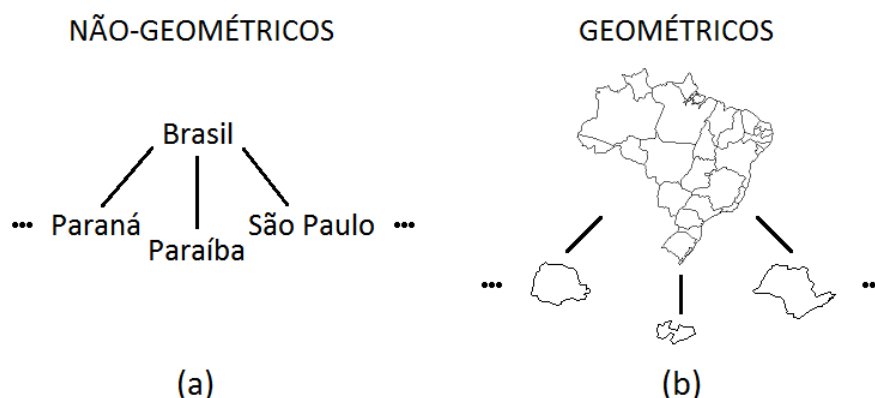 NÃO-GEOMÉTRICOS
GEOMÉTRICOS
Brasil
... Paraná São Paulo ...
Paraíba
... ..
(a)
(b)